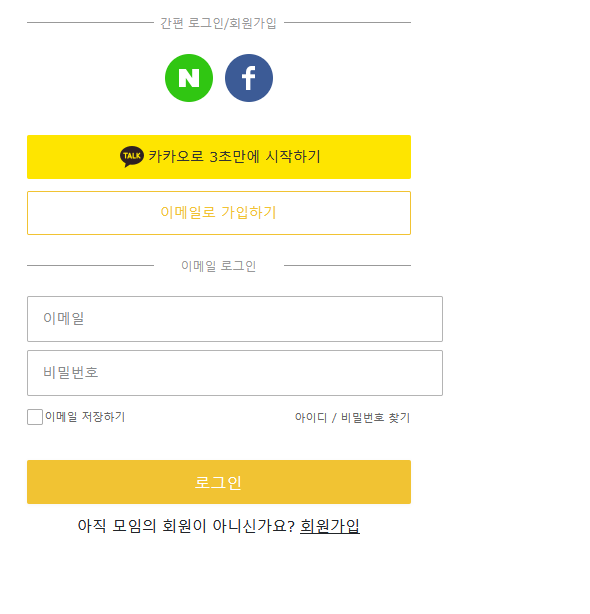 간편 로그인/회원가입
N f
TALK 카카오로 3초만에 시작하기
이메일로 가입하기
이메일 로그인
이메일
비밀번호
이메일 저장하기 아이디 / 비밀번호 찾기
로그인
아직 모임의 회원이 아니신가요? 회원가입